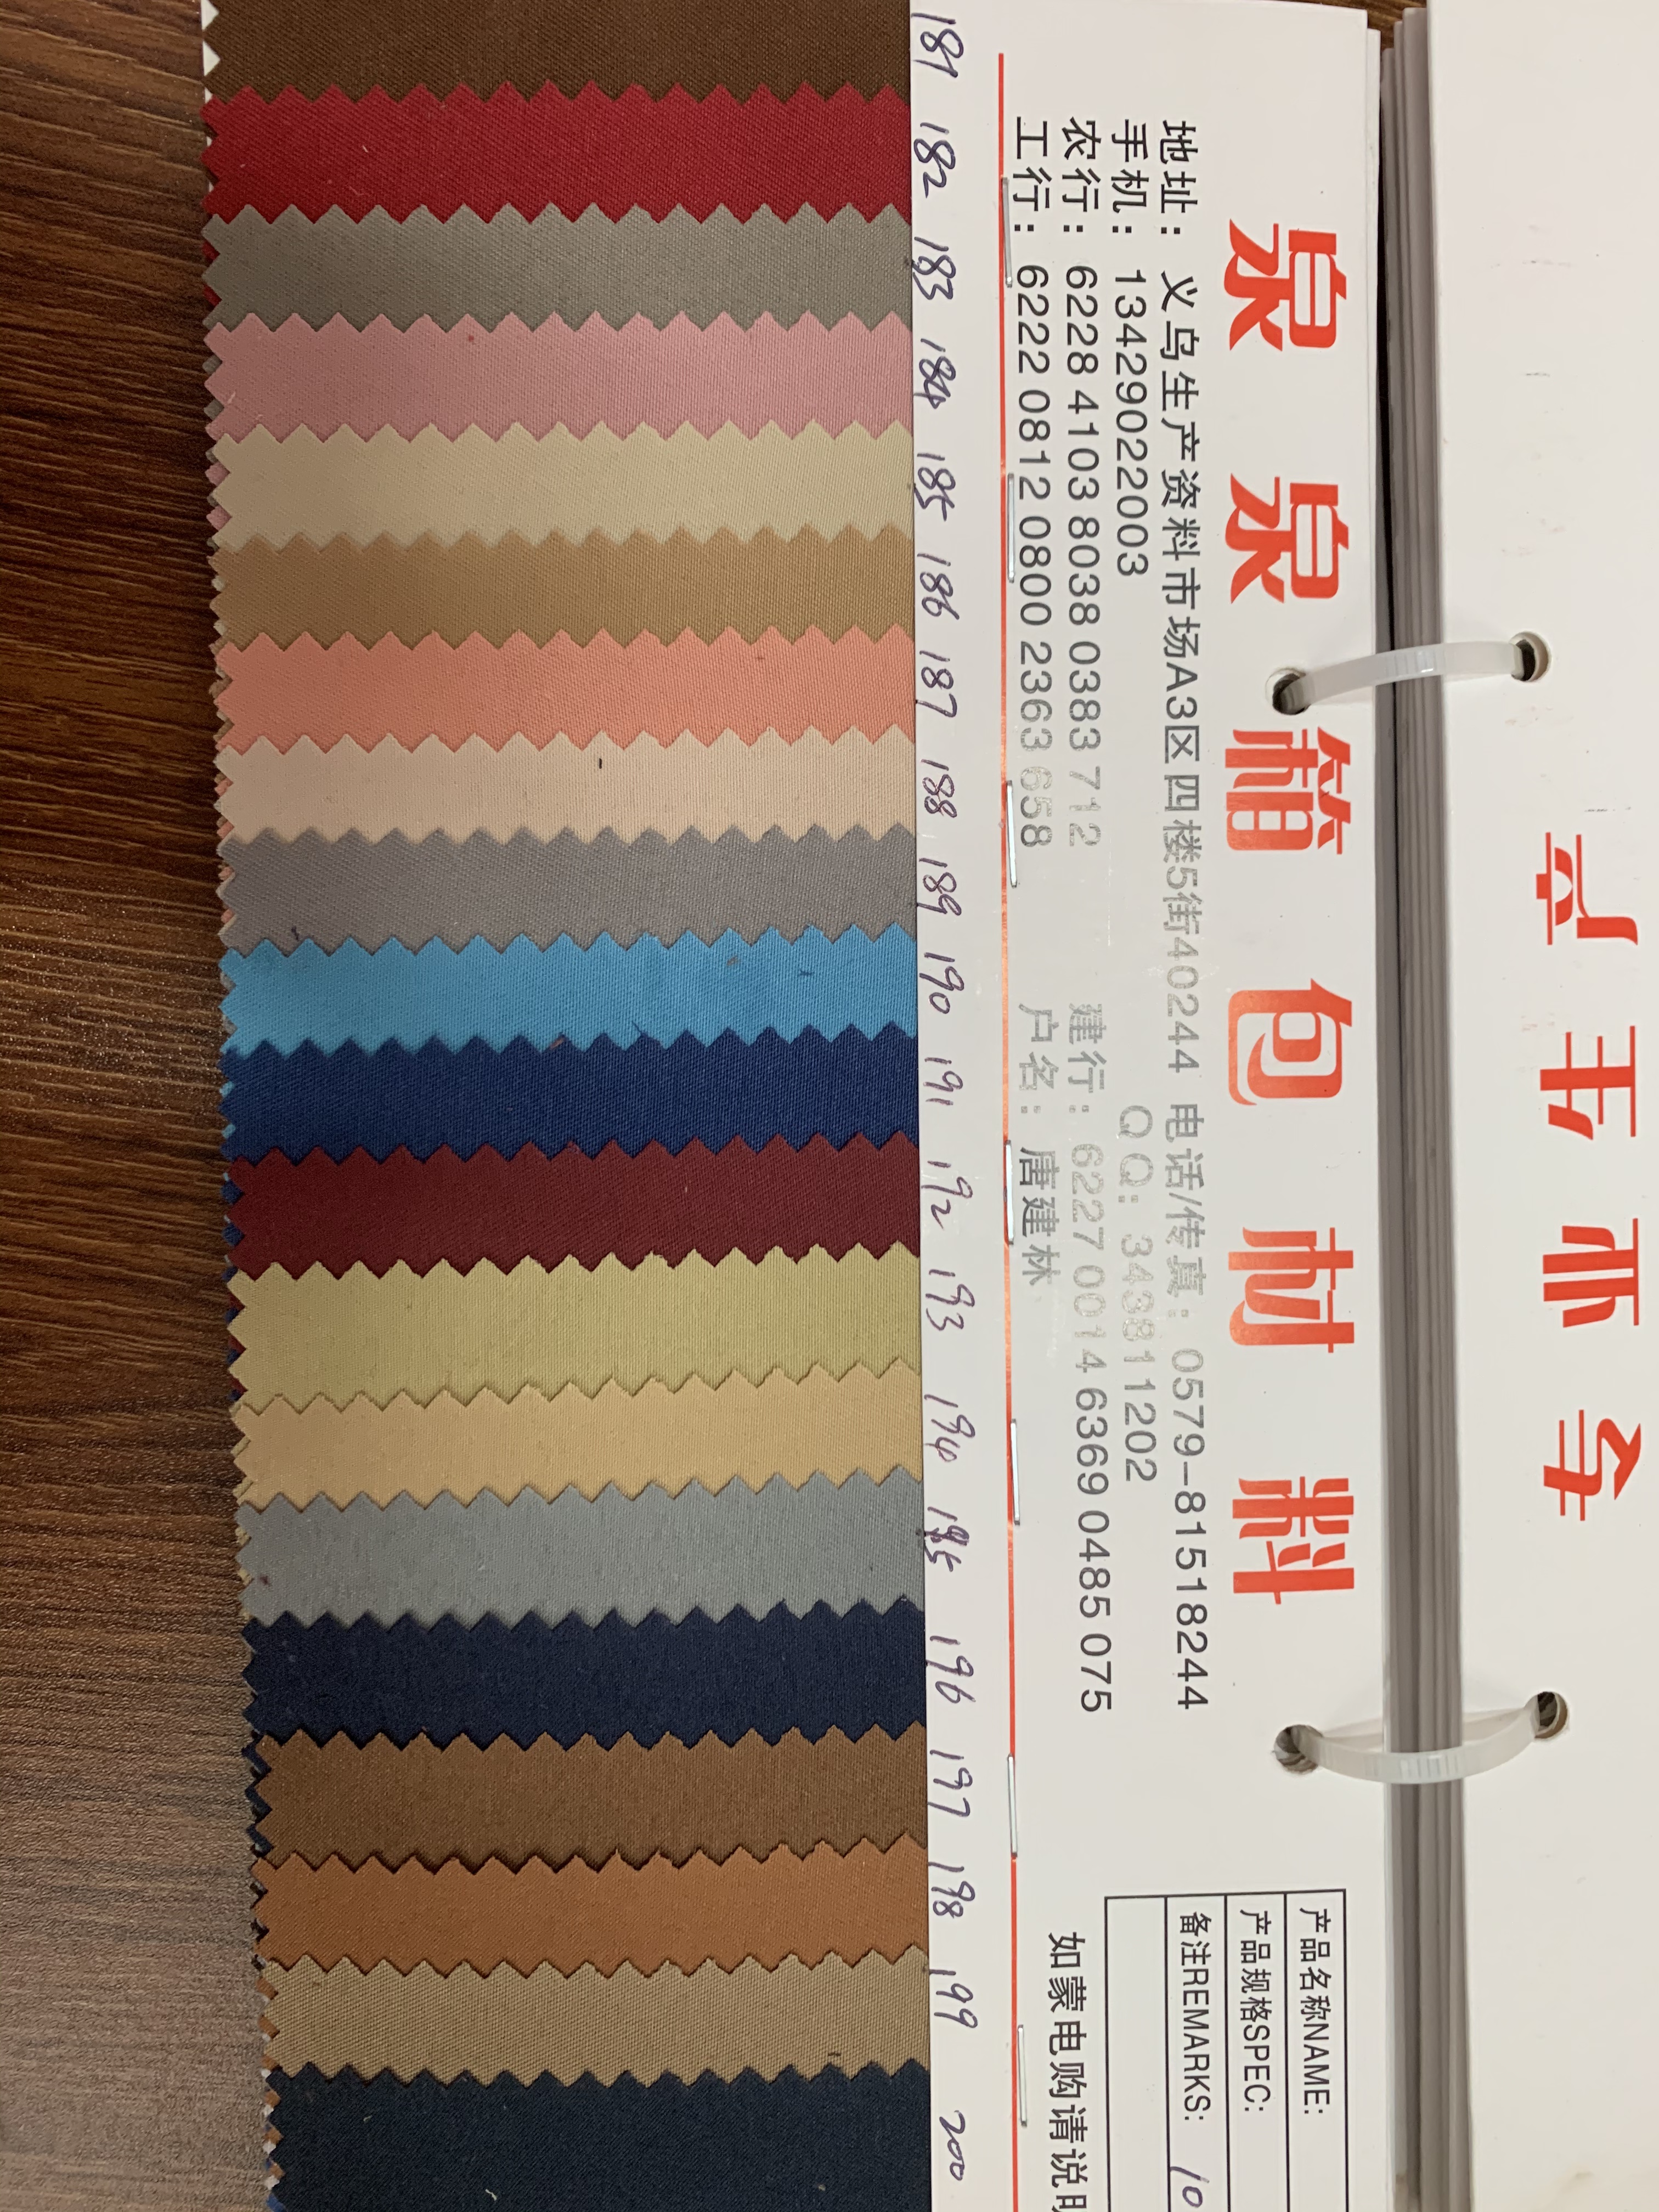 泉泉箱包材料
地址：义乌生产资料市场A3区四楼5街40244 电话/传真：0579-81518244
手机：13429022003 QQ：343811202
农行：6228 4103 8038 0383 712 建行：6227 0014 6369 0485 075
工行：6222 0812 0800 2363 658 户名：唐建林
产品名称NAME:
产品规格SPEC:
备注REMARKS: 10
如蒙电购请说明
181 182 183 184 185 186 187 188 189 190 191 192 193 194 195 196 197 198 199 200